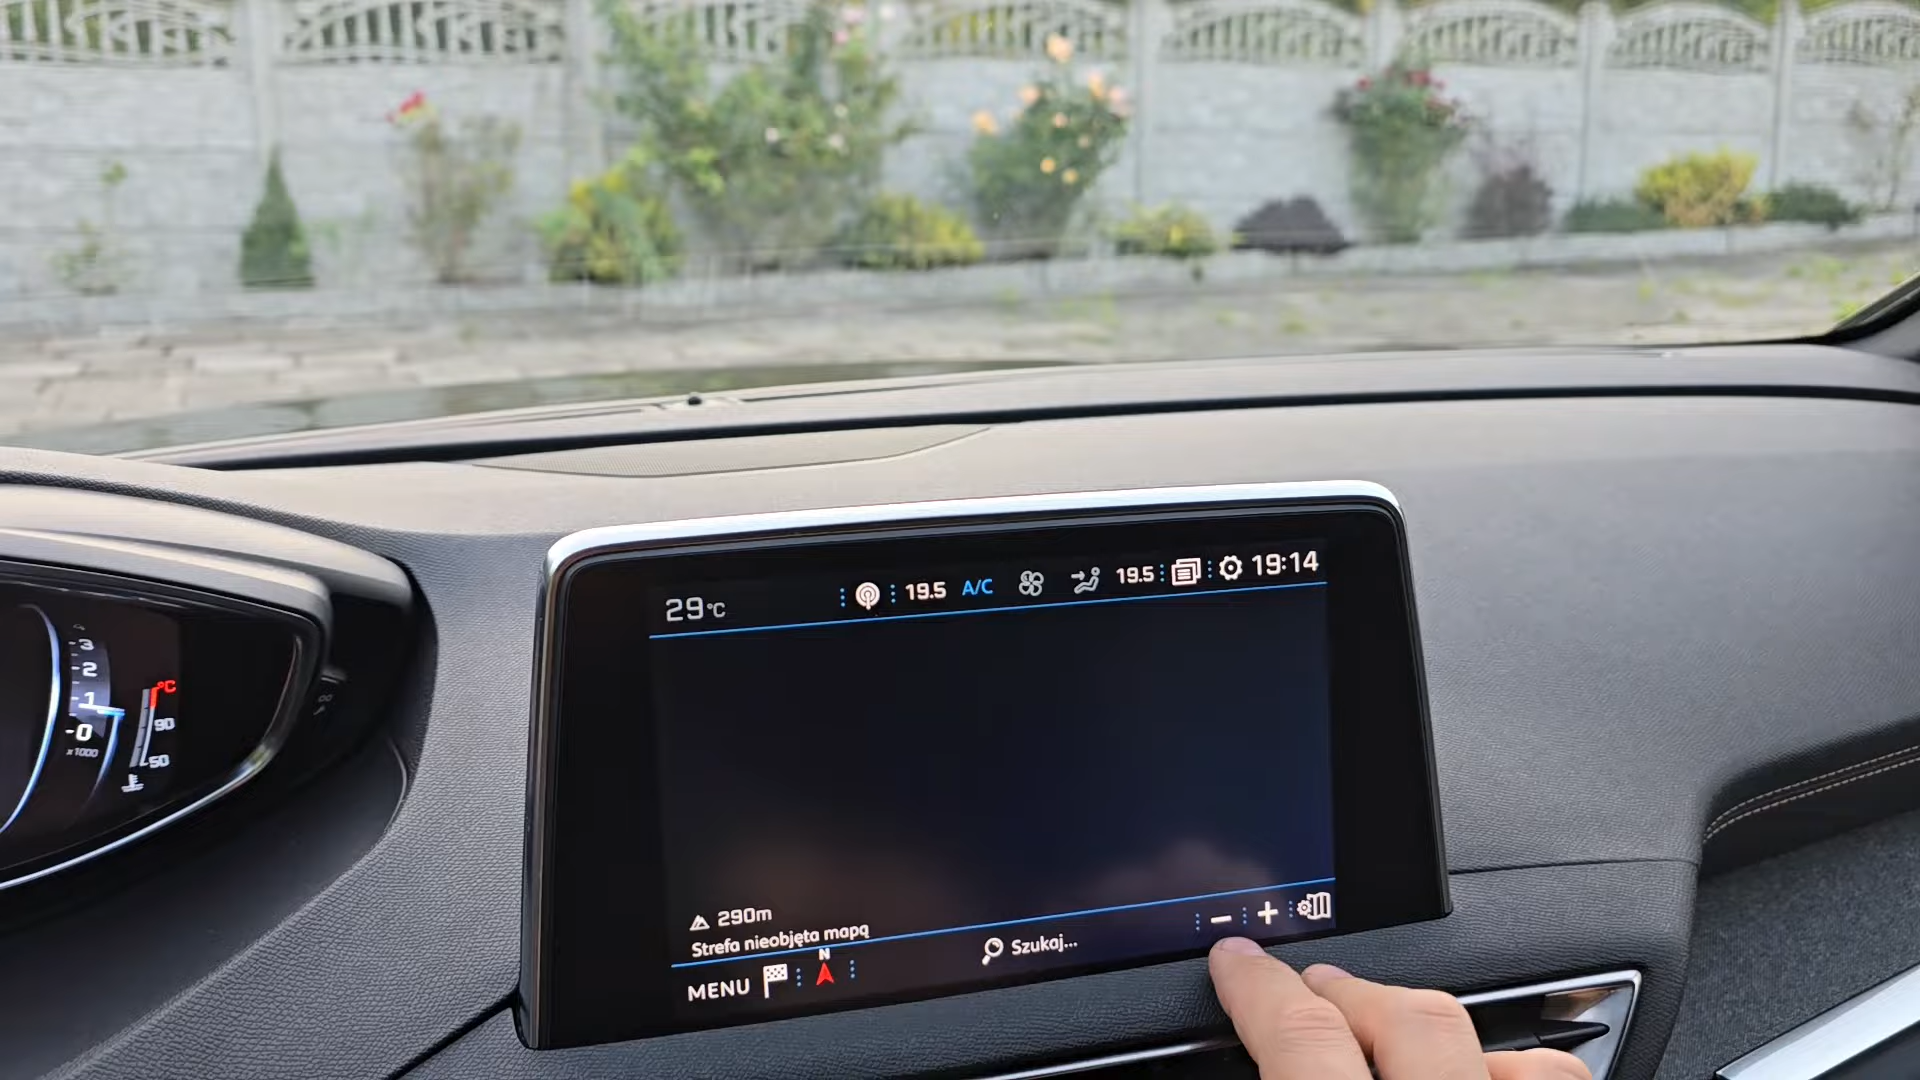 29°C 19.5 A/C 19.5 19:14
290m
Strefa nieobjęta mapą
N
MENU
Szukaj...
3
2
1
0
x1000
°C
90
50